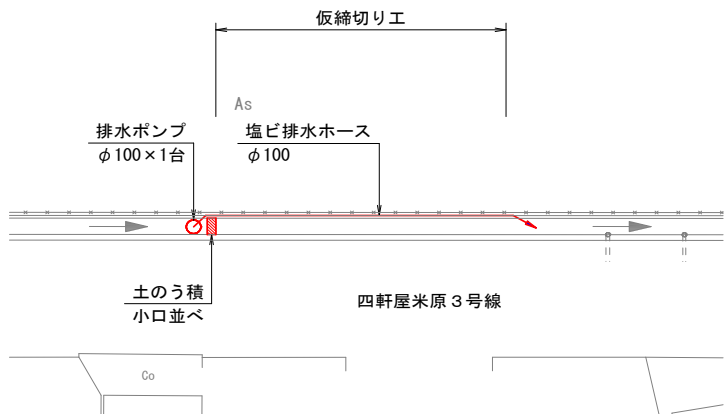 仮締切り工
As
排水ポンプ
φ100×1台
塩ビ排水ホース
φ100
土のう積
小口並べ
四軒屋米原３号線
Co